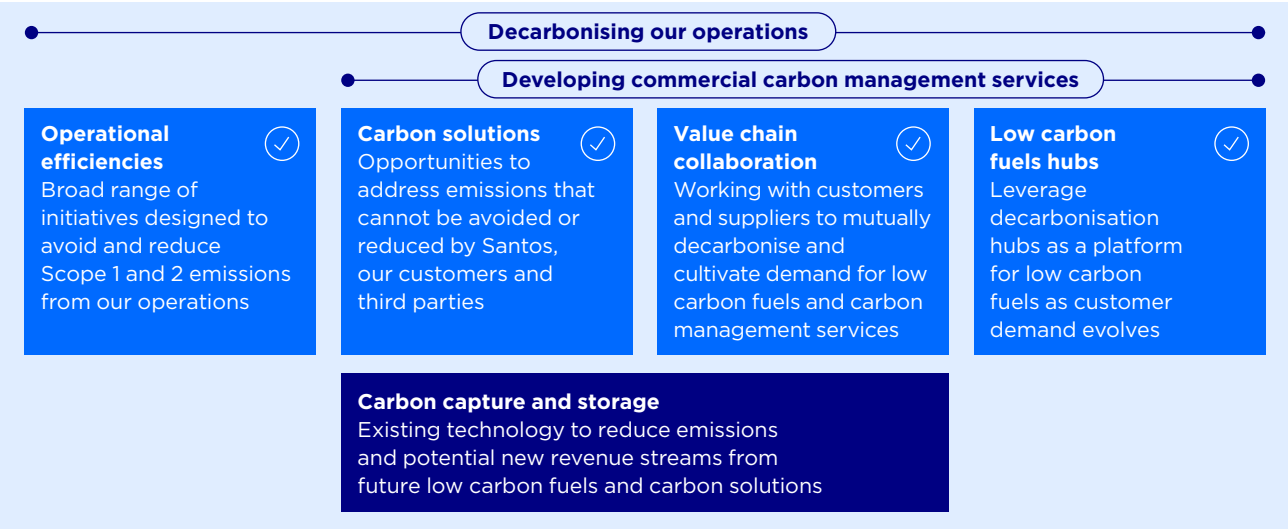 Decarbonising our operations
Developing commercial carbon management services
Operational
efficiencies
Broad range of
initiatives designed to
avoid and reduce
Scope 1 and 2 emissions
from our operations
Carbon solutions
Opportunities to
address emissions that
cannot be avoided or
reduced by Santos,
our customers and
third parties
Value chain
collaboration
Working with customers
and suppliers to mutually
decarbonise and
cultivate demand for low
carbon fuels and carbon
management services
Low carbon
fuels hubs
Leverage
decarbonisation
hubs as a platform
for low carbon
fuels as customer
demand evolves
Carbon capture and storage
Existing technology to reduce emissions
and potential new revenue streams from
future low carbon fuels and carbon solutions